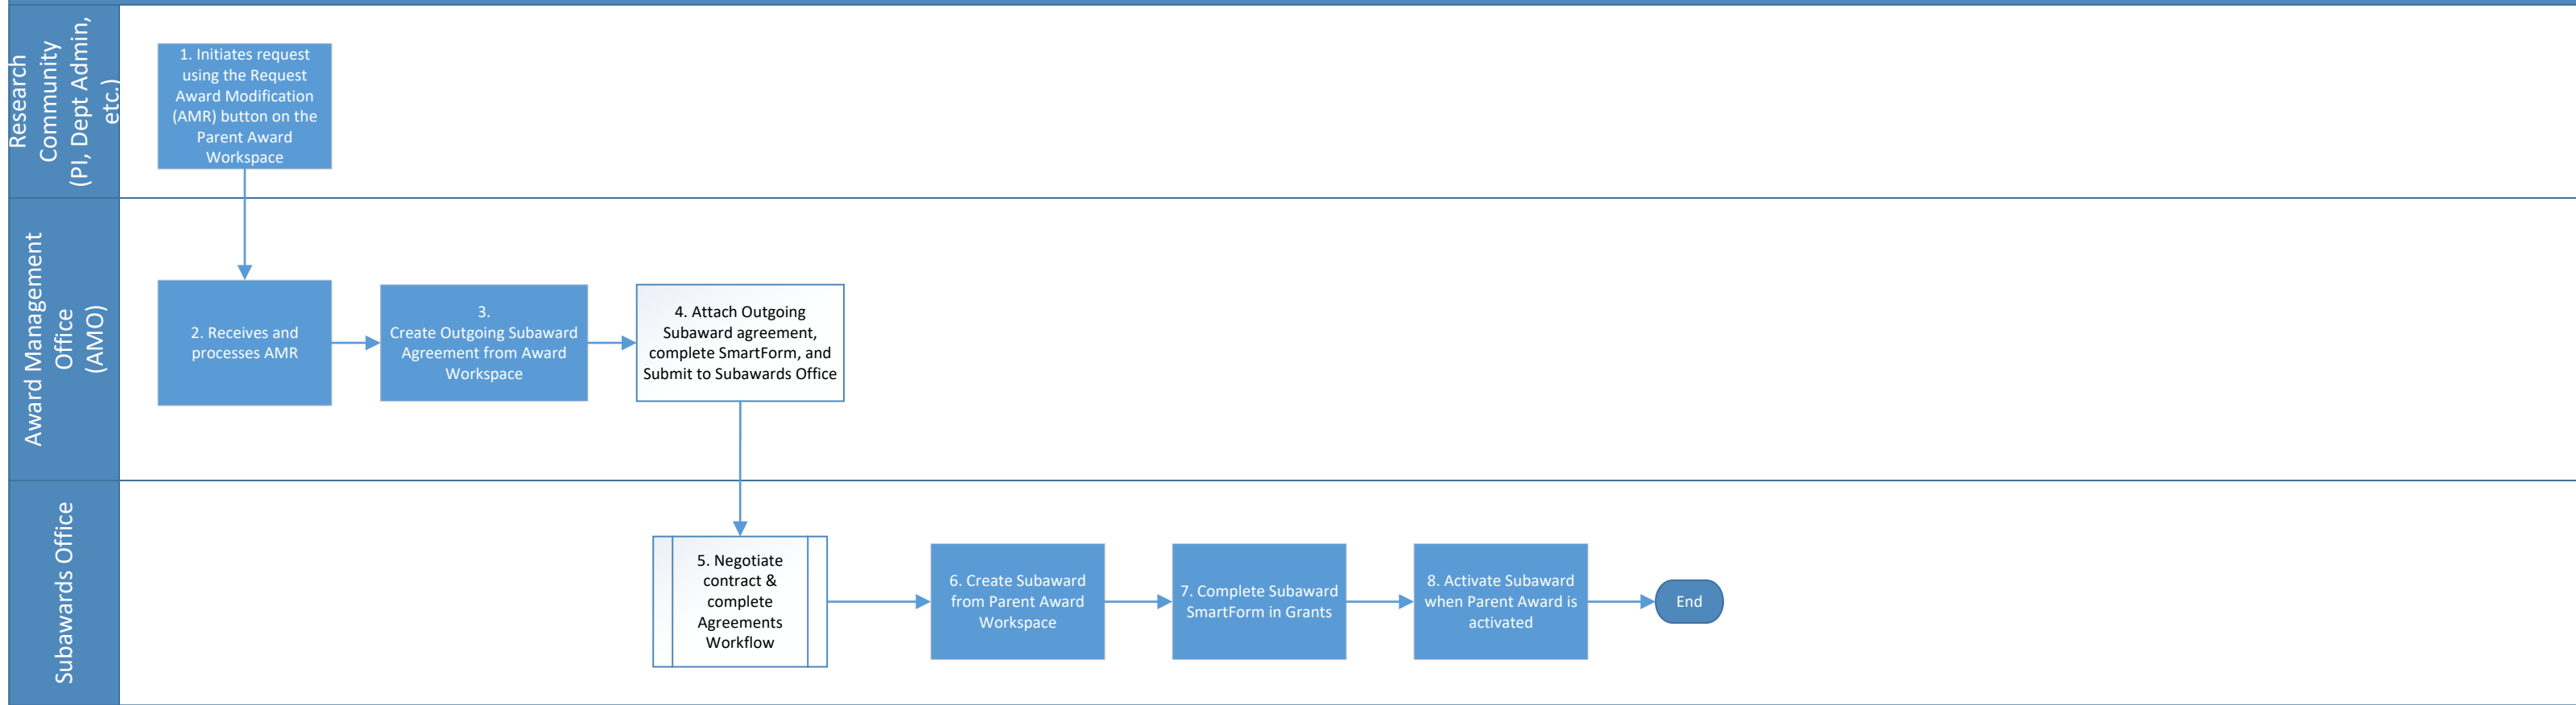 Research
Community
(PI, Dept Admin,
etc.)
1. Initiates request
using the Request
Award Modification
(AMR) button on the
Parent Award
Workspace
Award Management
Office
(AMO)
2. Receives and
processes AMR
3.
Create Outgoing Subaward
Agreement from Award
Workspace
4. Attach Outgoing
Subaward agreement,
complete SmartForm, and
Submit to Subawards Office
Subawards Office
5. Negotiate
contract &
complete
Agreements
Workflow
6. Create Subaward
from Parent Award
Workspace
7. Complete Subaward
SmartForm in Grants
8. Activate Subaward
when Parent Award is
activated
End